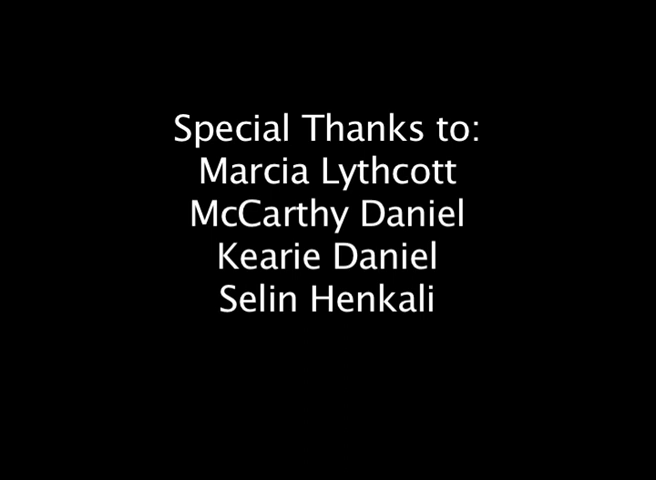 Special Thanks to:
Marcia Lythcott
McCarthy Daniel
Kearie Daniel
Selin Henkali